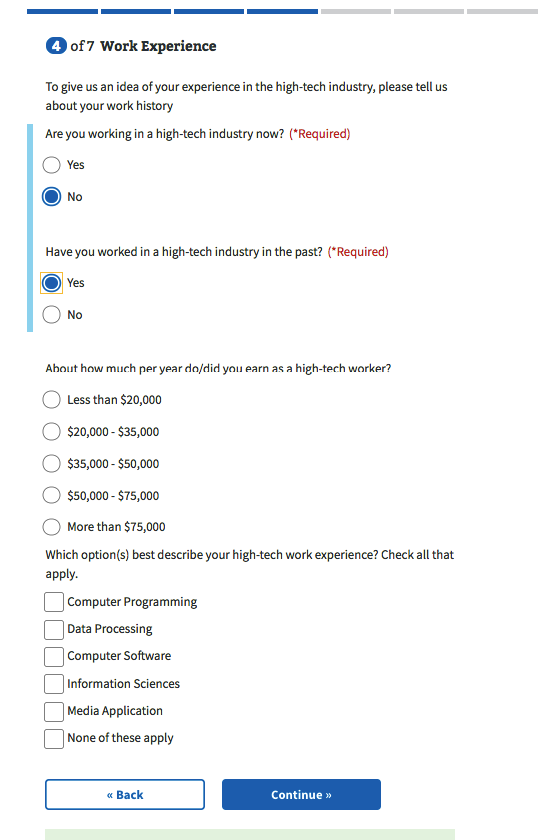 4 of 7 Work Experience
To give us an idea of your experience in the high-tech industry, please tell us
about your work history
Are you working in a high-tech industry now? (*Required)
Yes
No
Have you worked in a high-tech industry in the past? (*Required)
Yes
No
About how much per year do/did you earn as a high-tech worker?
Less than $20,000
$20,000 - $35,000
$35,000 - $50,000
$50,000 - $75,000
More than $75,000
Which option(s) best describe your high-tech work experience? Check all that
apply.
Computer Programming
Data Processing
Computer Software
Information Sciences
Media Application
None of these apply
« Back
Continue »